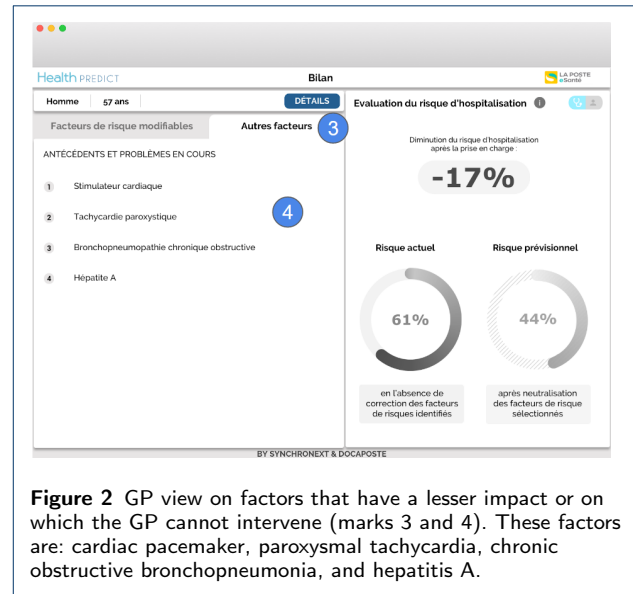 Health PREDICT
Bilan
LA POSTE
eSanté
Homme 57 ans DÉTAILS
Facteurs de risque modifiables Autres facteurs 3
ANTÉCÉDENTS ET PROBLÈMES EN COURS
1 Stimulateur cardiaque
2 Tachycardie paroxystique
4
3 Bronchopneumopathie chronique obstructive
4 Hépatite A
Evaluation du risque d'hospitalisation i
Diminution du risque d'hospitalisation
après la prise en charge :
-17%
Risque actuel Risque prévisionnel
61% 44%
en l'absence de
correction des facteurs
de risques identifiés
après neutralisation
des facteurs de risque
sélectionnés
BY SYNCHRONEXT & DOCAPOSTE
Figure 2 GP view on factors that have a lesser impact or on
which the GP cannot intervene (marks 3 and 4). These factors
are: cardiac pacemaker, paroxysmal tachycardia, chronic
obstructive bronchopneumonia, and hepatitis A.